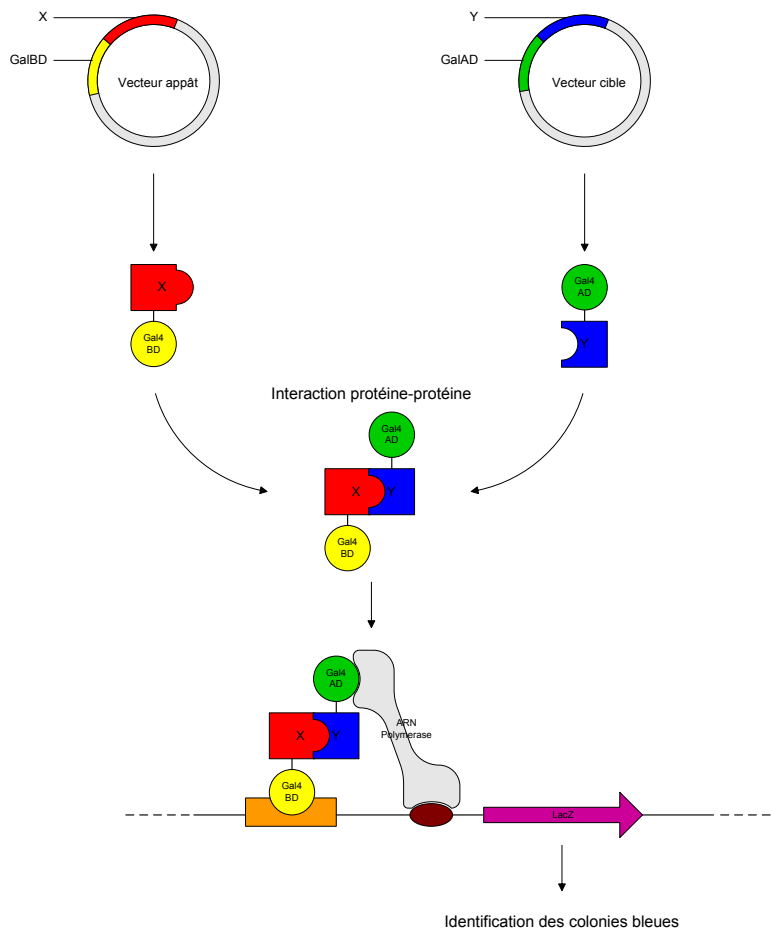 X
GalBD
Vecteur appât
Y
GalAD
Vecteur cible
X
Gal4
BD
Gal4
AD
Y
Interaction protéine-protéine
Gal4
AD
X
Y
Gal4
BD
Gal4
AD
ARN
Polymerase
X
Y
Gal4
BD
LacZ
Identification des colonies bleues